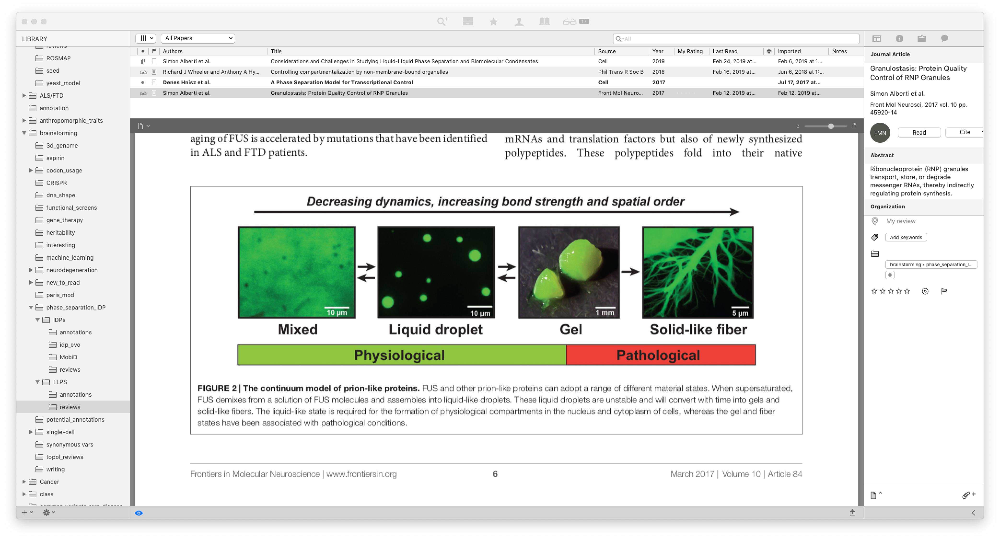 17
LIBRARY
reviews
ROSMAP
seed
yeast_model
ALS/FTD
annotation
anthropomorphic_traits
brainstorming
3d_genome
aspirin
codon_usage
CRISPR
dna_shape
functional_screens
gene_therapy
heritability
interesting
machine_learning
neurodegeneration
new_to_read
paris_mod
phase_separation_IDP
IDPs
annotations
idp_evo
MobiD
reviews
LLPS
annotations
reviews
potential_annotations
single-cell
synonymous vars
topol_reviews
writing
Cancer
class
All Papers
All
Authors Title Source Year My Rating Last Read Imported Notes
Simon Alberti et al. Considerations and Challenges in Studying Liquid-Liquid Phase Separation and Biomolecular Condensates Cell 2019 Feb 24, 2019 at... Feb 6, 2019 at 1...
Richard J Wheeler and Anthony A Hy... Controlling compartmentalization by non-membrane-bound organelles Phil Trans R Soc B 2018 Feb 16, 2019 at... Jun 6, 2018 at 1:...
Denes Hnisz et al. A Phase Separation Model for Transcriptional Control Cell 2017 Jul 17, 2017 at...
Simon Alberti et al. Granulostasis: Protein Quality Control of RNP Granules Front Mol Neuro... 2017 Feb 12, 2019 at... Feb 12, 2019 at...
aging of FUS is accelerated by mutations that have been identified
in ALS and FTD patients.
mRNAs and translation factors but also of newly synthesized
polypeptides. These polypeptides fold into their native
Decreasing dynamics, increasing bond strength and spatial order
10 µm
10 µm
1 mm
5 µm
Mixed
Liquid droplet
Gel
Solid-like fiber
Physiological
Pathological
FIGURE 2 | The continuum model of prion-like proteins. FUS and other prion-like proteins can adopt a range of different material states. When supersaturated,
FUS demixes from a solution of FUS molecules and assembles into liquid-like droplets. These liquid droplets are unstable and will convert with time into gels and
solid-like fibers. The liquid-like state is required for the formation of physiological compartments in the nucleus and cytoplasm of cells, whereas the gel and fiber
states have been associated with pathological conditions.
Frontiers in Molecular Neuroscience | www.frontiersin.org
6
March 2017 | Volume 10 | Article 84
Journal Article
Granulostasis: Protein Quality
Control of RNP Granules
Simon Alberti et al.
Front Mol Neurosci, 2017 vol. 10 pp.
45920-14
FMN
Read
Cite
Abstract
Ribonucleoprotein (RNP) granules
transport, store, or degrade
messenger RNAs, thereby indirectly
regulating protein synthesis.
Organization
My review
Add keywords
brainstorming • phase_separation_I...